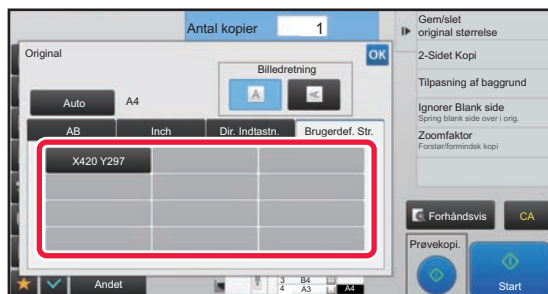 Antal kopier 1
Original
OK
Billedretning
A
A
Auto A4
AB Inch Dir. Indtastn. Brugerdef. Str.
X420 Y297
Andet
3 B4
4 A3 A4
Gem/slet
original størrelse
2-Sidet Kopi
Tilpasning af baggrund
Ignorer Blank side
Spring blank side over i orig.
Zoomfaktor
Forstør/formindsk kopi
Forhåndsvis CA
Prøvekopi.
Start